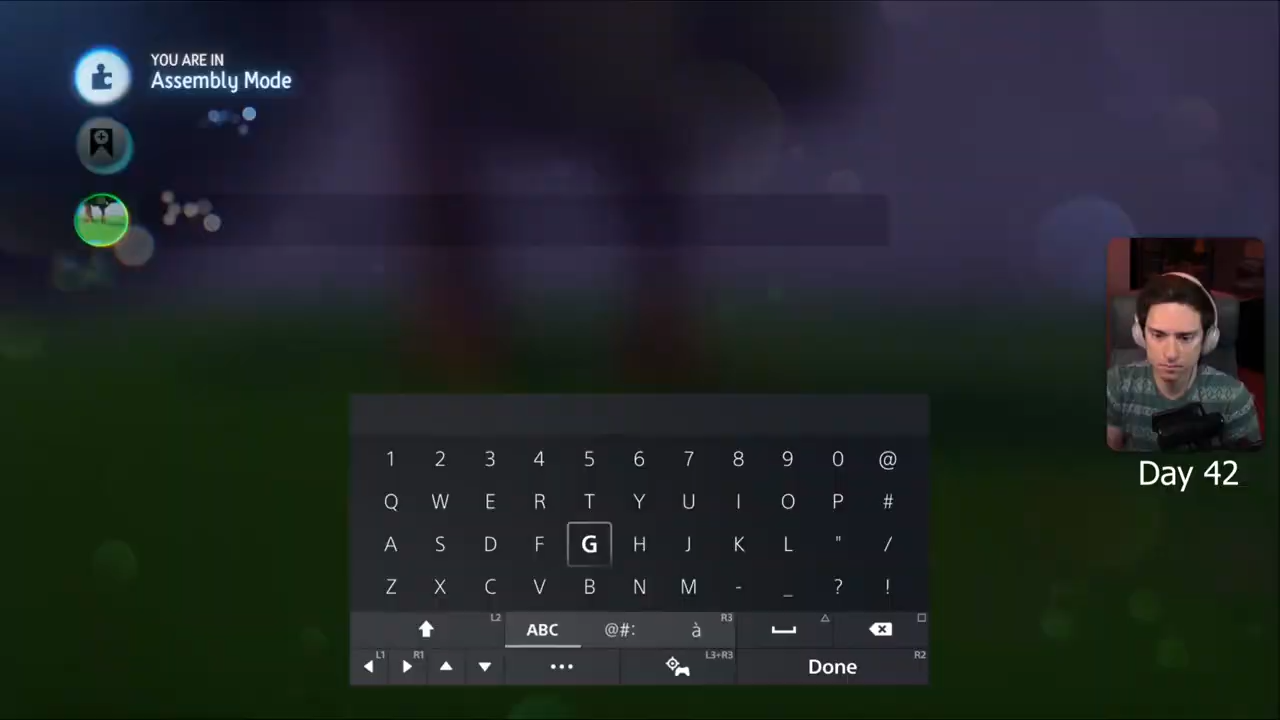 YOU ARE IN
Assembly Mode
1 2 3 4 5 6 7 8 9 0 @
Q W E R T Y U I O P #
A S D F G H J K L " /
Z X C V B N M - _ ? !
L2 ABC @#: à R3 △ □
L1 R1 ••• L3+R3 Done R2
Day 42